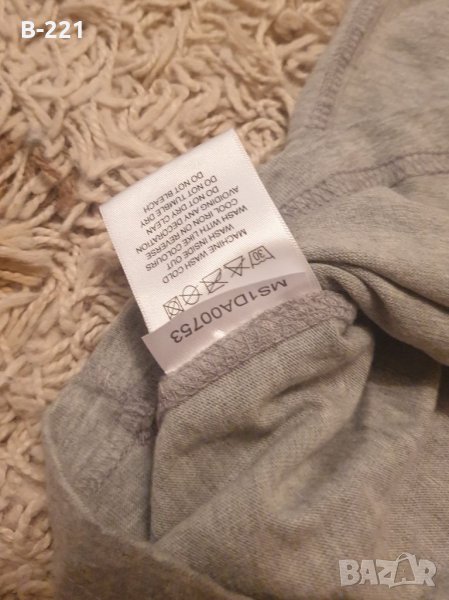 B-221
MACHINE WASH COLD
WASH INSIDE OUT
WASH WITH LIKE COLOURS
COOL IRON ON REVERSE
AVOIDING ANY DECORATION
DO NOT DRY CLEAN
DO NOT TUMBLE DRY
DO NOT BLEACH
30
MS1DA00753
BAZAR